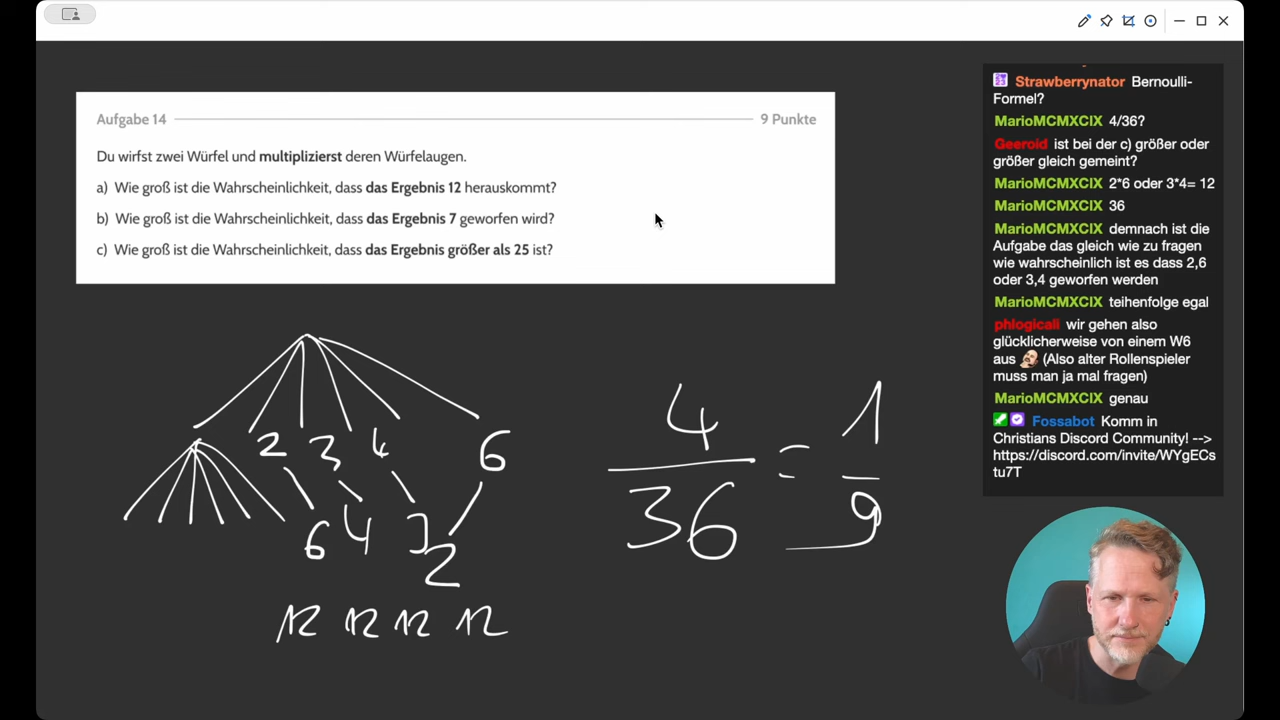 Aufgabe 14 9 Punkte
Du wirfst zwei Würfel und multiplizierst deren Würfelaugen.
a) Wie groß ist die Wahrscheinlichkeit, dass das Ergebnis 12 herauskommt?
b) Wie groß ist die Wahrscheinlichkeit, dass das Ergebnis 7 geworfen wird?
c) Wie groß ist die Wahrscheinlichkeit, dass das Ergebnis größer als 25 ist?
2 3 4 6
6 4 3 2
12 12 12 12
4
36
=
1
9
Strawberrynator Bernoulli-
Formel?
MarioMCMXCIX 4/36?
Geeroid ist bei der c) größer oder
größer gleich gemeint?
MarioMCMXCIX 2*6 oder 3*4= 12
MarioMCMXCIX 36
MarioMCMXCIX demnach ist die
Aufgabe das gleich wie zu fragen
wie wahrscheinlich ist es dass 2,6
oder 3,4 geworfen werden
MarioMCMXCIX teihenfolge egal
phlogicali wir gehen also
glücklicherweise von einem W6
aus (Also alter Rollenspieler
muss man ja mal fragen)
MarioMCMXCIX genau
Fossabot Komm in
Christians Discord Community! -->
https://discord.com/invite/WYgECs
tu7T